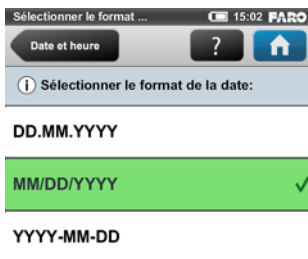 Sélectionner le format ... 15:02 FARO
Date et heure ?
i Sélectionner le format de la date:
DD.MM.YYYY
MM/DD/YYYY
YYYY-MM-DD